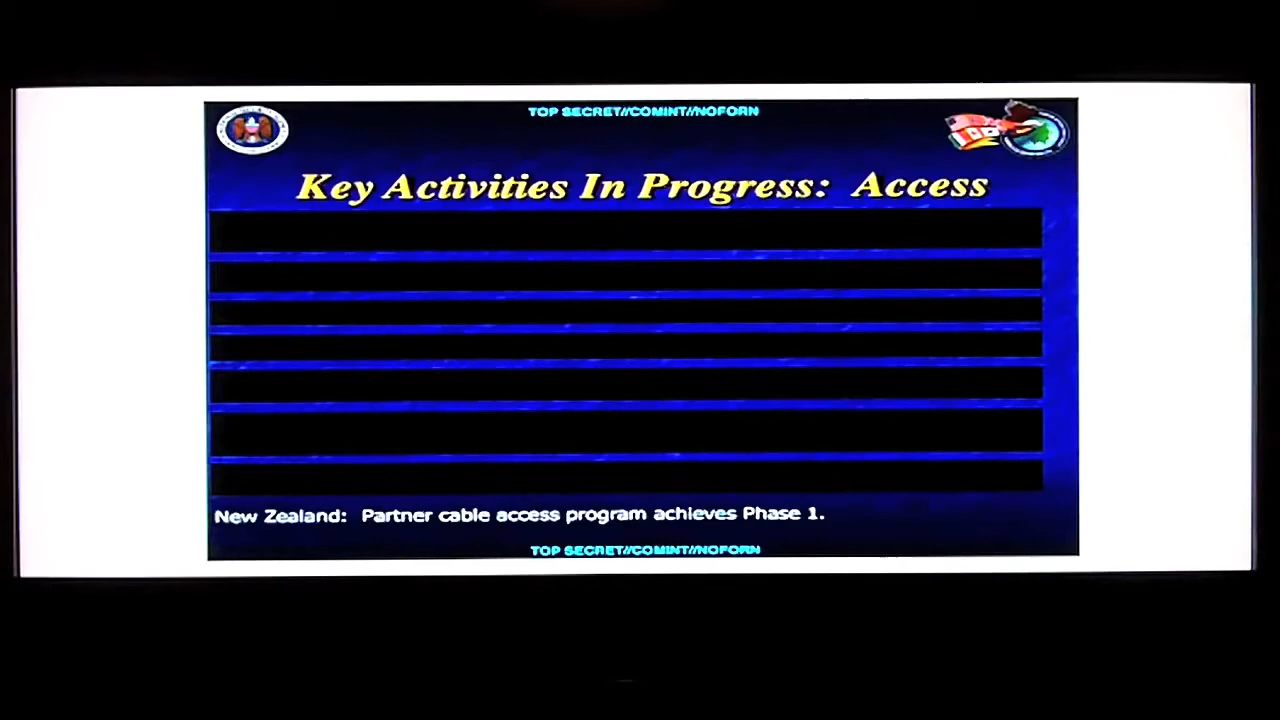 TOP SECRET//COMINT//NOFORN
Key Activities In Progress: Access
New Zealand: Partner cable access program achieves Phase 1.
TOP SECRET//COMINT//NOFORN